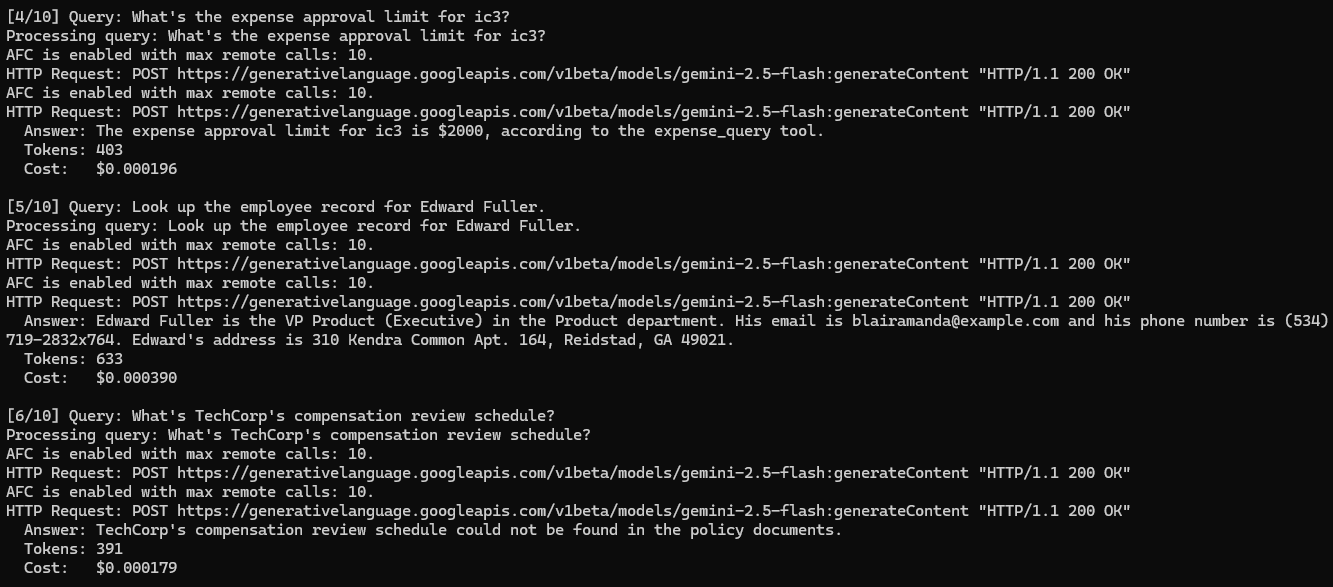 [4/10] Query: What's the expense approval limit for ic3?
Processing query: What's the expense approval limit for ic3?
AFC is enabled with max remote calls: 10.
HTTP Request: POST https://generativelanguage.googleapis.com/v1beta/models/gemini-2.5-flash:generateContent "HTTP/1.1 200 OK"
AFC is enabled with max remote calls: 10.
HTTP Request: POST https://generativelanguage.googleapis.com/v1beta/models/gemini-2.5-flash:generateContent "HTTP/1.1 200 OK"
  Answer: The expense approval limit for ic3 is $2000, according to the expense_query tool.
  Tokens: 403
  Cost:   $0.000196

[5/10] Query: Look up the employee record for Edward Fuller.
Processing query: Look up the employee record for Edward Fuller.
AFC is enabled with max remote calls: 10.
HTTP Request: POST https://generativelanguage.googleapis.com/v1beta/models/gemini-2.5-flash:generateContent "HTTP/1.1 200 OK"
AFC is enabled with max remote calls: 10.
HTTP Request: POST https://generativelanguage.googleapis.com/v1beta/models/gemini-2.5-flash:generateContent "HTTP/1.1 200 OK"
  Answer: Edward Fuller is the VP Product (Executive) in the Product department. His email is blairamanda@example.com and his phone number is (534)
719-2832x764. Edward's address is 310 Kendra Common Apt. 164, Reidstad, GA 49021.
  Tokens: 633
  Cost:   $0.000390

[6/10] Query: What's TechCorp's compensation review schedule?
Processing query: What's TechCorp's compensation review schedule?
AFC is enabled with max remote calls: 10.
HTTP Request: POST https://generativelanguage.googleapis.com/v1beta/models/gemini-2.5-flash:generateContent "HTTP/1.1 200 OK"
AFC is enabled with max remote calls: 10.
HTTP Request: POST https://generativelanguage.googleapis.com/v1beta/models/gemini-2.5-flash:generateContent "HTTP/1.1 200 OK"
  Answer: TechCorp's compensation review schedule could not be found in the policy documents.
  Tokens: 391
  Cost:   $0.000179